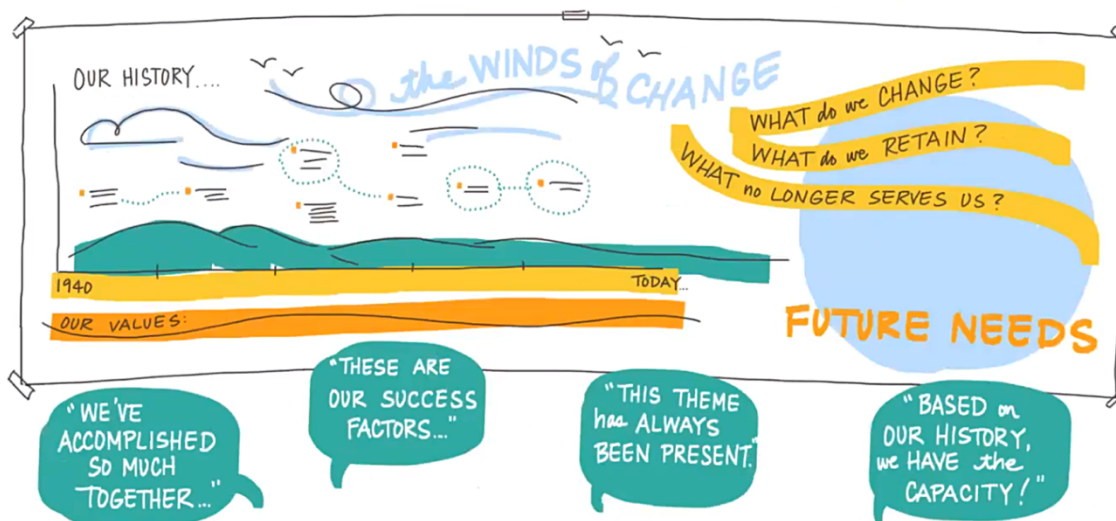 OUR HISTORY....
the WINDS of CHANGE
WHAT do we CHANGE?
WHAT do we RETAIN?
WHAT no LONGER SERVES US?
1940
TODAY...
OUR VALUES:
FUTURE NEEDS
"WE'VE
ACCOMPLISHED
SO MUCH
TOGETHER..."
"THESE ARE
OUR SUCCESS
FACTORS...."
"THIS THEME
has ALWAYS
BEEN PRESENT."
"BASED on
OUR HISTORY,
we HAVE the
CAPACITY!"